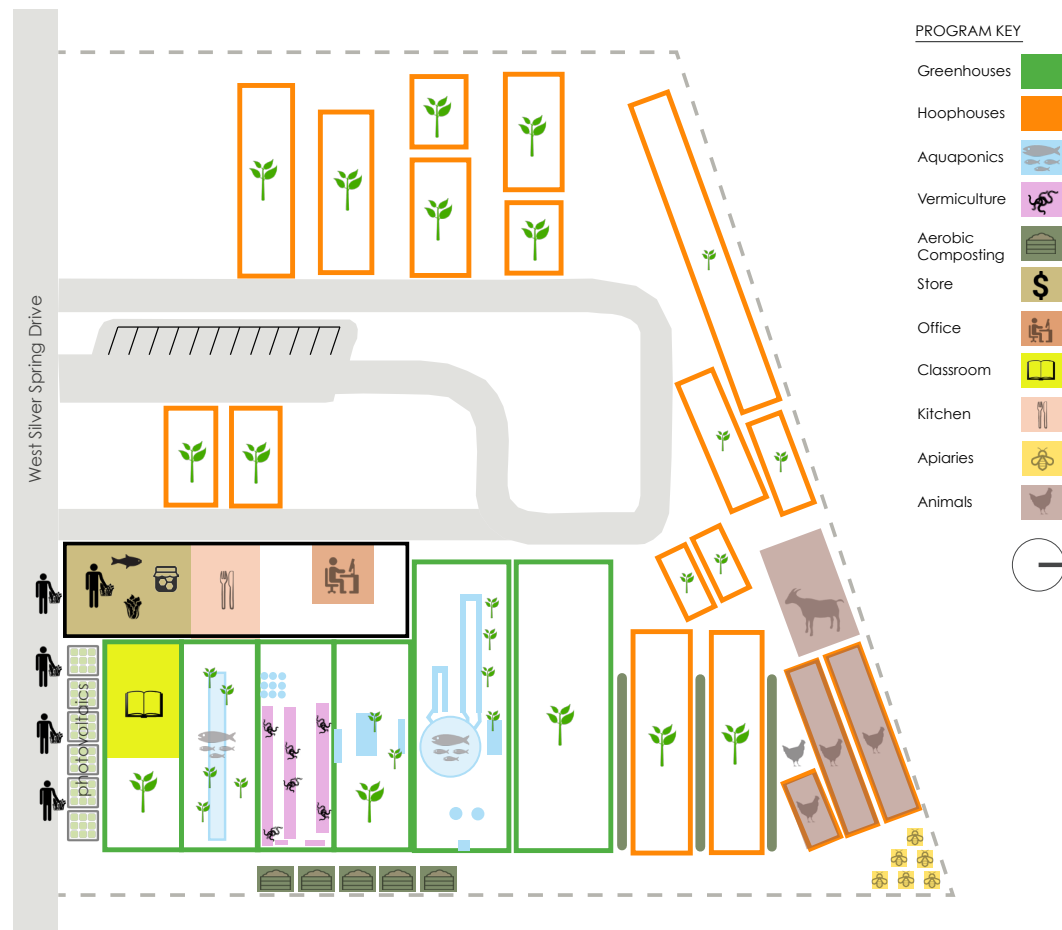 PROGRAM KEY
Greenhouses
Hoophouses
Aquaponics
Vermiculture
Aerobic
Composting
Store
$
Office
Classroom
Kitchen
Apiaries
Animals
West Silver Spring Drive
photovoltaics